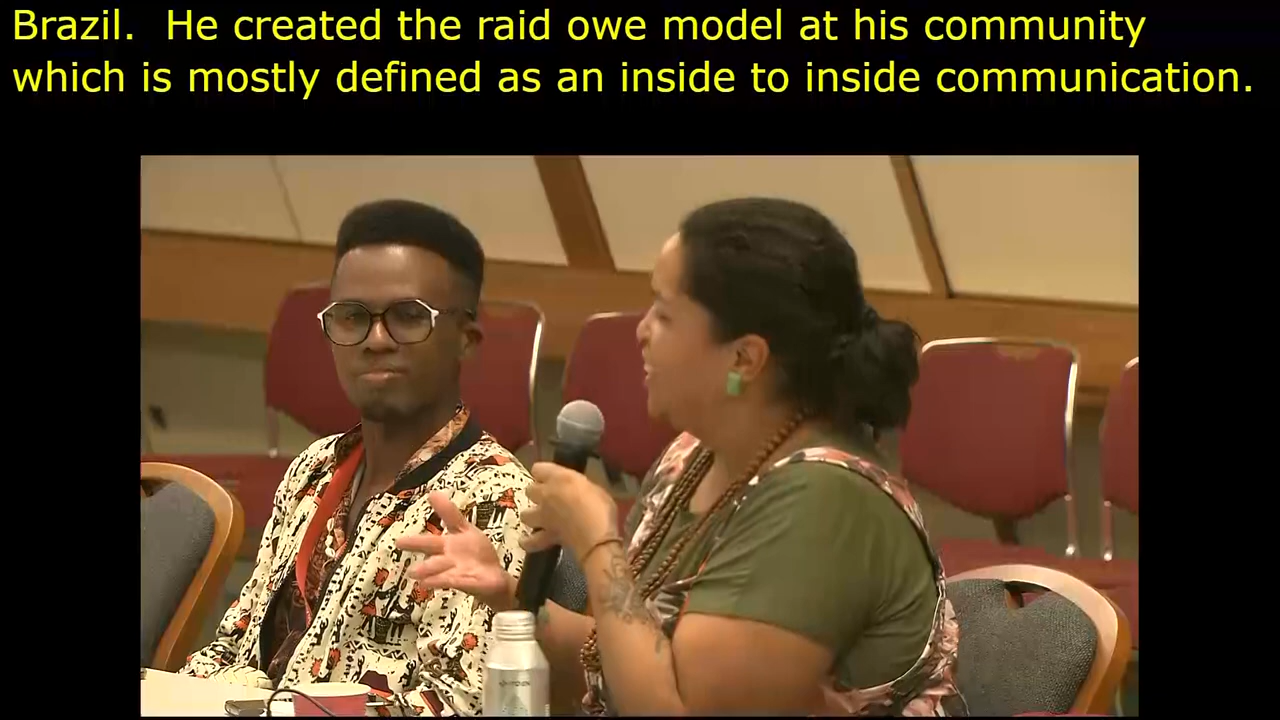 Brazil.  He created the raid owe model at his community
which is mostly defined as an inside to inside communication.